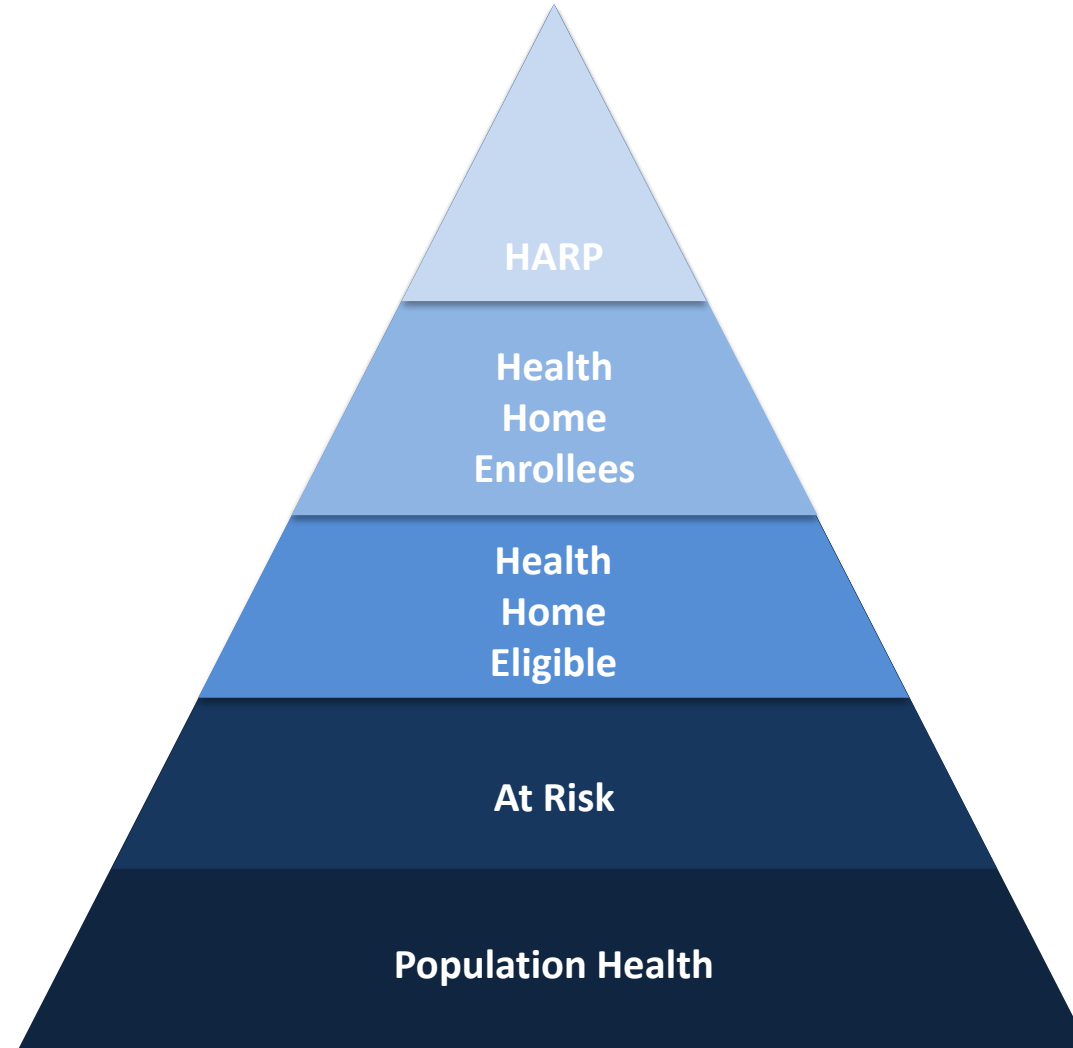 HARP
Health
Home
Enrollees
Health
Home
Eligible
At Risk
Population Health